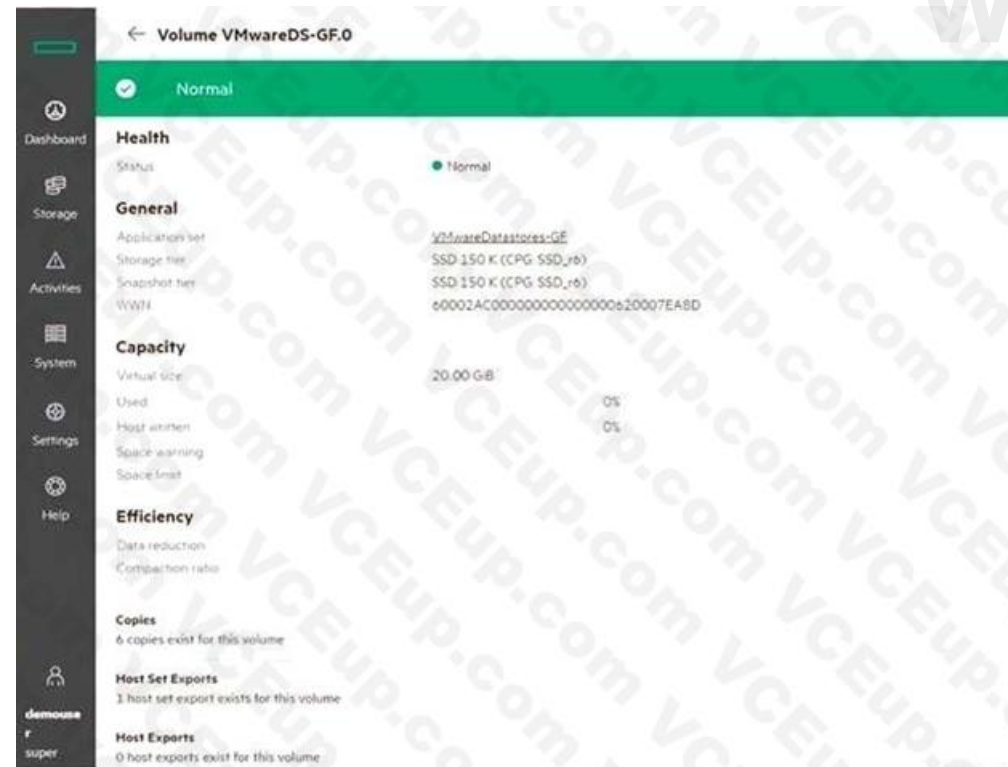 ← Volume VMwareDS-GF.0
Normal
Dashboard
Storage
Activities
System
Settings
Help
demouse
r
super
Health
Status Normal
General
Application set VMwareDatastores-GF
Storage tier SSD 150 K (CPG SSD_r6)
Snapshot tier SSD 150 K (CPG SSD_r6)
WWN
Capacity
Virtual size 20.00 GiB
Used 0%
Host written 0%
Space warning
Space limit
Efficiency
Data reduction
Compaction ratio
Copies
6 copies exist for this volume
Host Set Exports
1 host set export exists for this volume
Host Exports
0 host exports exist for this volume
VCEup.com